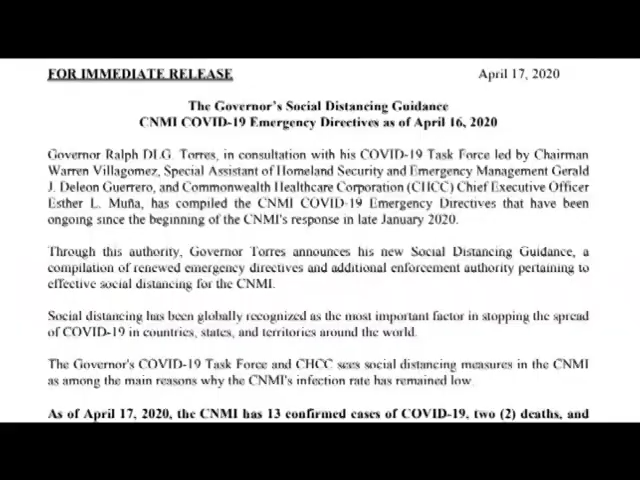 FOR IMMEDIATE RELEASE April 17, 2020
The Governor's Social Distancing Guidance
CNMI COVID-19 Emergency Directives as of April 16, 2020
Governor Ralph DLG. Torres, in consultation with his COVID-19 Task Force led by Chairman
Warren Villagomez, Special Assistant of Homeland Security and Emergency Management Gerald
J. Deleon Guerrero, and Commonwealth Healthcare Corporation (CHCC) Chief Executive Officer
Esther L. Muña, has compiled the CNMI COVID-19 Emergency Directives that have been
ongoing since the beginning of the CNMI's response in late January 2020.
Through this authority, Governor Torres announces his new Social Distancing Guidance, a
compilation of renewed emergency directives and additional enforcement authority pertaining to
effective social distancing for the CNMI.
Social distancing has been globally recognized as the most important factor in stopping the spread
of COVID-19 in countries, states, and territories around the world.
The Governor's COVID-19 Task Force and CHCC sees social distancing measures in the CNMI
as among the main reasons why the CNMI's infection rate has remained low.
As of April 17, 2020, the CNMI has 13 confirmed cases of COVID-19, two (2) deaths, and